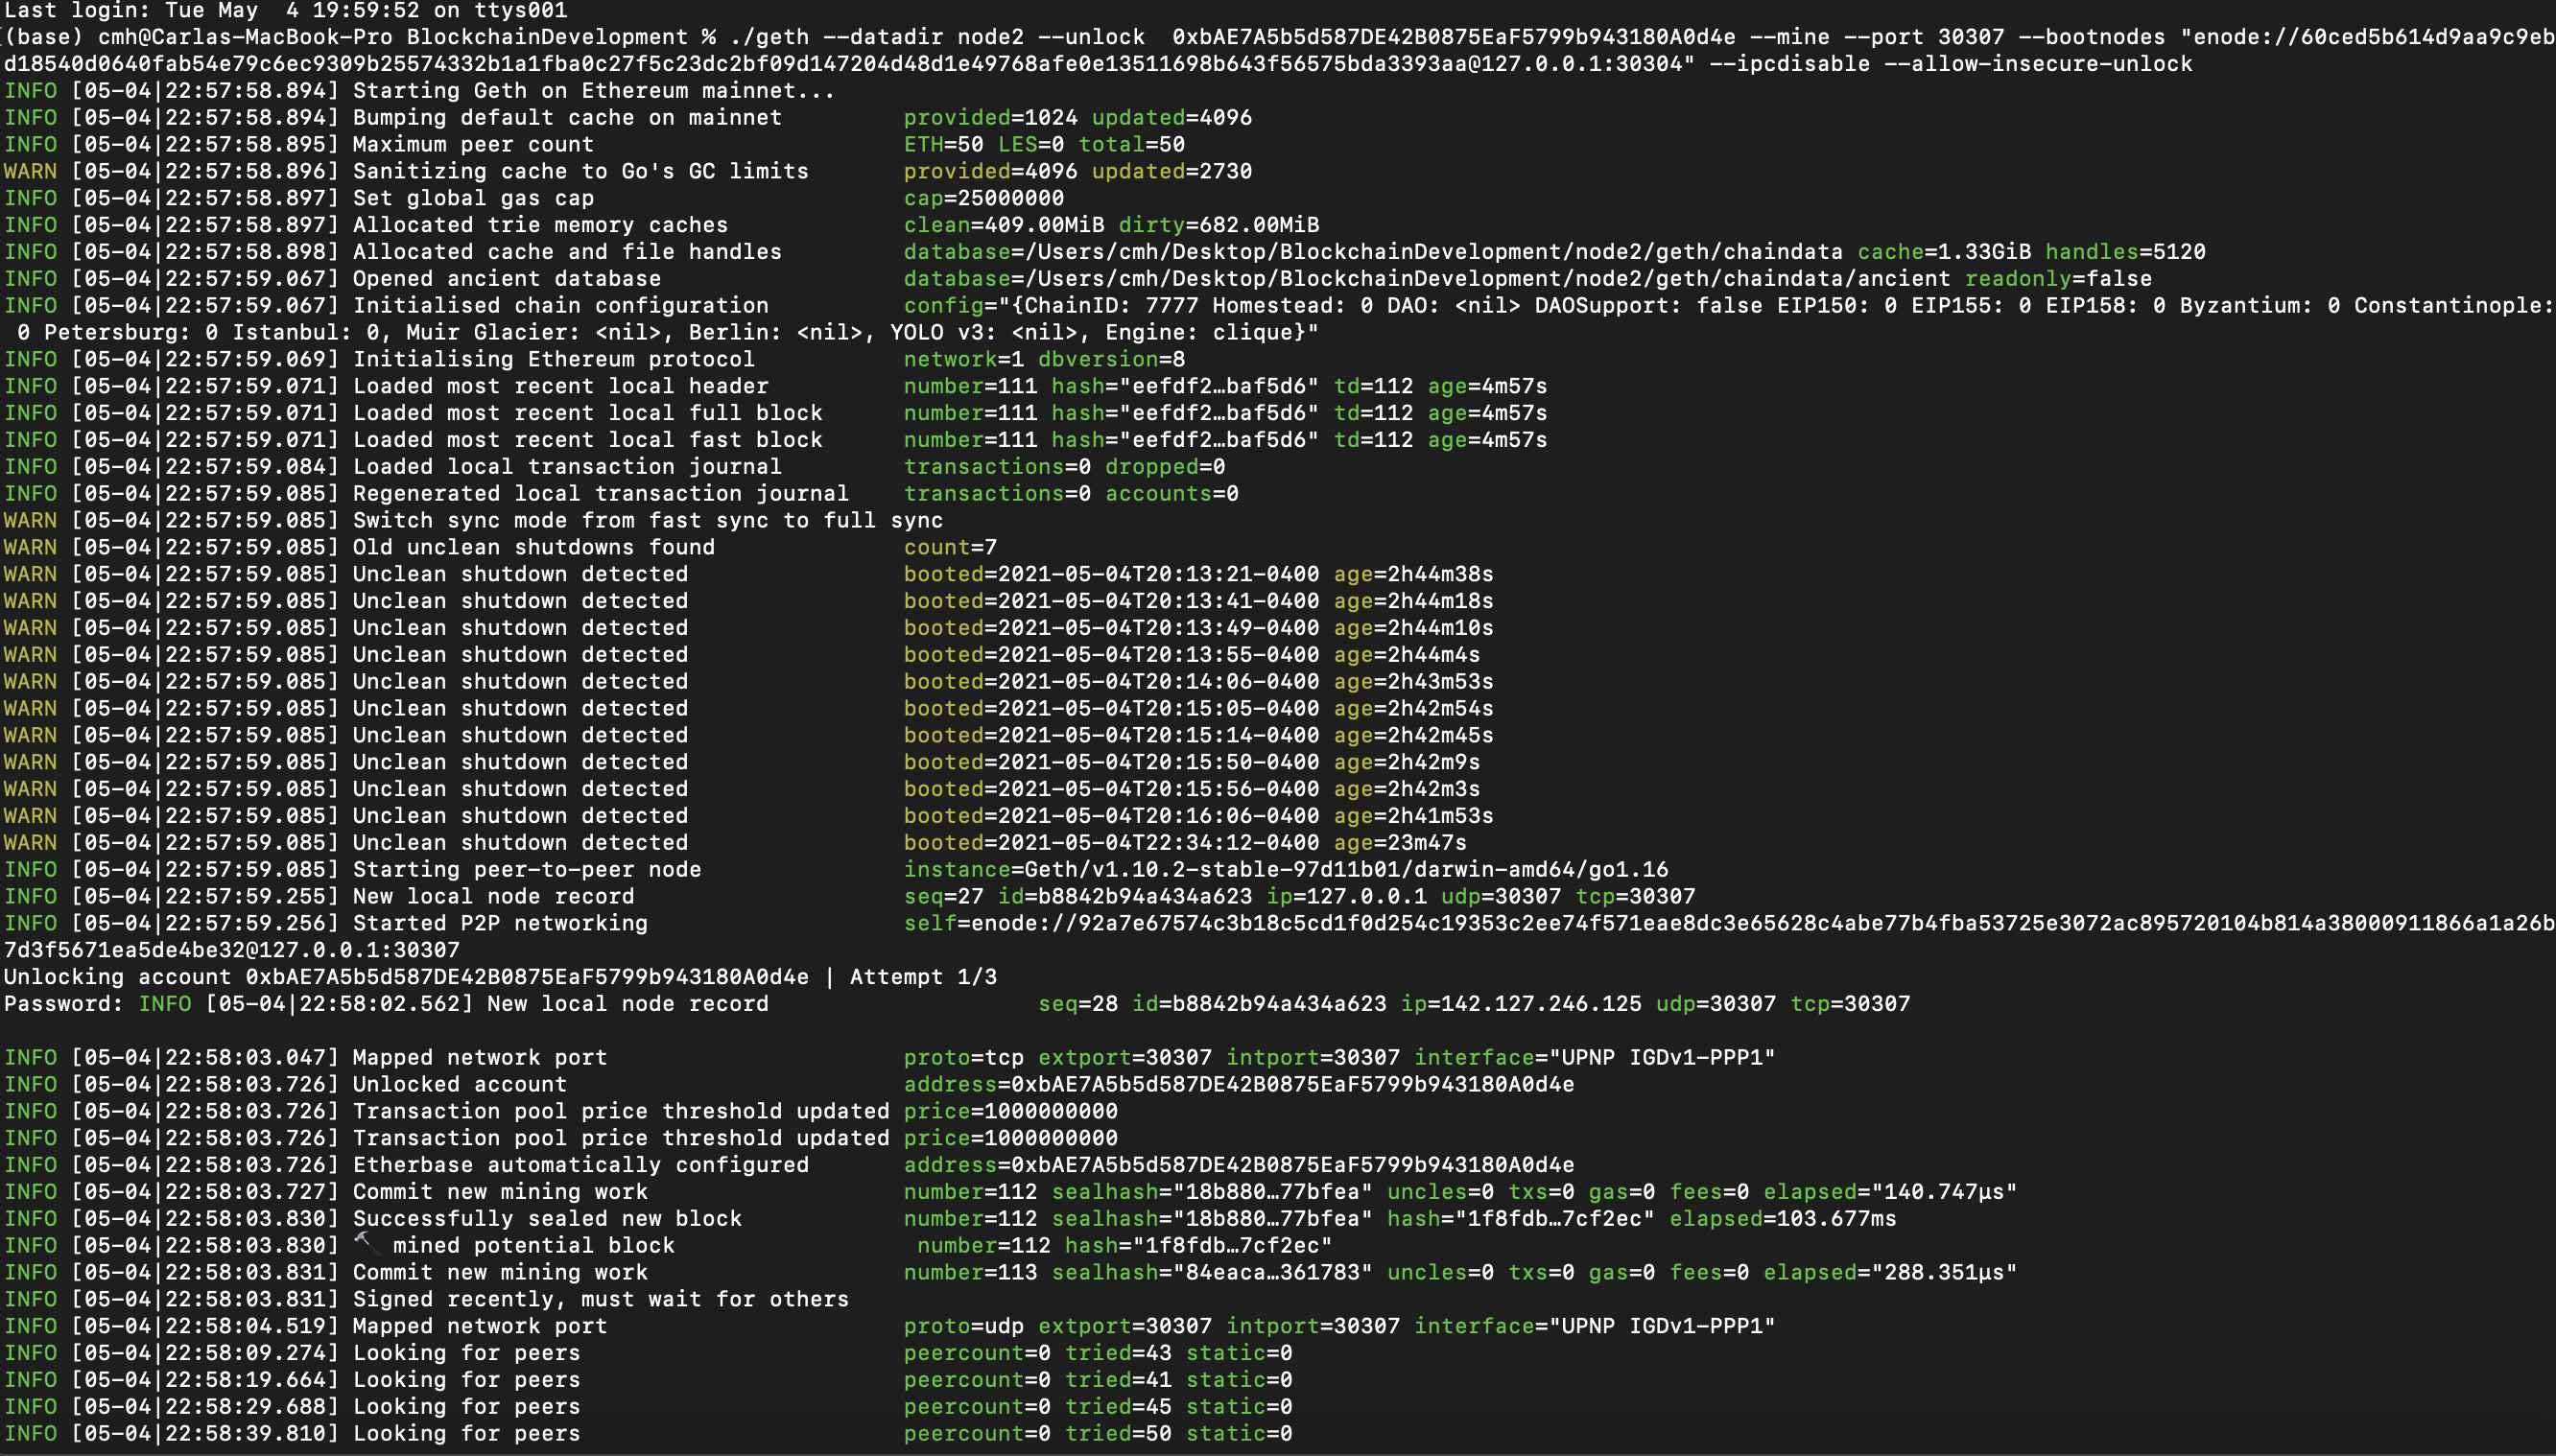 Last login: Tue May  4 19:59:52 on ttys001
(base) cmh@Carlas-MacBook-Pro BlockchainDevelopment % ./geth --datadir node2 --unlock  0xbAE7A5b5d587DE42B0875EaF5799b943180A0d4e --mine --port 30307 --bootnodes "enode://60ced5b614d9aa9c9eb
d18540d0640fab54e79c6ec9309b25574332b1a1fba0c27f5c23dc2bf09d147204d48d1e49768afe0e13511698b643f56575bda3393aa@127.0.0.1:30304" --ipcdisable --allow-insecure-unlock
INFO [05-04|22:57:58.894] Starting Geth on Ethereum mainnet...
INFO [05-04|22:57:58.894] Bumping default cache on mainnet         provided=1024 updated=4096
INFO [05-04|22:57:58.895] Maximum peer count                       ETH=50 LES=0 total=50
WARN [05-04|22:57:58.896] Sanitizing cache to Go's GC limits       provided=4096 updated=2730
INFO [05-04|22:57:58.897] Set global gas cap                       cap=25000000
INFO [05-04|22:57:58.897] Allocated trie memory caches             clean=409.00MiB dirty=682.00MiB
INFO [05-04|22:57:58.898] Allocated cache and file handles         database=/Users/cmh/Desktop/BlockchainDevelopment/node2/geth/chaindata cache=1.33GiB handles=5120
INFO [05-04|22:57:59.067] Opened ancient database                  database=/Users/cmh/Desktop/BlockchainDevelopment/node2/geth/chaindata/ancient readonly=false
INFO [05-04|22:57:59.067] Initialised chain configuration          config="{ChainID: 7777 Homestead: 0 DAO: <nil> DAOSupport: false EIP150: 0 EIP155: 0 EIP158: 0 Byzantium: 0 Constantinople:
 0 Petersburg: 0 Istanbul: 0, Muir Glacier: <nil>, Berlin: <nil>, YOLO v3: <nil>, Engine: clique}"
INFO [05-04|22:57:59.069] Initialising Ethereum protocol           network=1 dbversion=8
INFO [05-04|22:57:59.071] Loaded most recent local header          number=111 hash="eefdf2…baf5d6" td=112 age=4m57s
INFO [05-04|22:57:59.071] Loaded most recent local full block      number=111 hash="eefdf2…baf5d6" td=112 age=4m57s
INFO [05-04|22:57:59.071] Loaded most recent local fast block      number=111 hash="eefdf2…baf5d6" td=112 age=4m57s
INFO [05-04|22:57:59.084] Loaded local transaction journal         transactions=0 dropped=0
INFO [05-04|22:57:59.085] Regenerated local transaction journal    transactions=0 accounts=0
WARN [05-04|22:57:59.085] Switch sync mode from fast sync to full sync
WARN [05-04|22:57:59.085] Old unclean shutdowns found              count=7
WARN [05-04|22:57:59.085] Unclean shutdown detected                booted=2021-05-04T20:13:21-0400 age=2h44m38s
WARN [05-04|22:57:59.085] Unclean shutdown detected                booted=2021-05-04T20:13:41-0400 age=2h44m18s
WARN [05-04|22:57:59.085] Unclean shutdown detected                booted=2021-05-04T20:13:49-0400 age=2h44m10s
WARN [05-04|22:57:59.085] Unclean shutdown detected                booted=2021-05-04T20:13:55-0400 age=2h44m4s
WARN [05-04|22:57:59.085] Unclean shutdown detected                booted=2021-05-04T20:14:06-0400 age=2h43m53s
WARN [05-04|22:57:59.085] Unclean shutdown detected                booted=2021-05-04T20:15:05-0400 age=2h42m54s
WARN [05-04|22:57:59.085] Unclean shutdown detected                booted=2021-05-04T20:15:14-0400 age=2h42m45s
WARN [05-04|22:57:59.085] Unclean shutdown detected                booted=2021-05-04T20:15:50-0400 age=2h42m9s
WARN [05-04|22:57:59.085] Unclean shutdown detected                booted=2021-05-04T20:15:56-0400 age=2h42m3s
WARN [05-04|22:57:59.085] Unclean shutdown detected                booted=2021-05-04T20:16:06-0400 age=2h41m53s
WARN [05-04|22:57:59.085] Unclean shutdown detected                booted=2021-05-04T22:34:12-0400 age=23m47s
INFO [05-04|22:57:59.085] Starting peer-to-peer node               instance=Geth/v1.10.2-stable-97d11b01/darwin-amd64/go1.16
INFO [05-04|22:57:59.255] New local node record                    seq=27 id=b8842b94a434a623 ip=127.0.0.1 udp=30307 tcp=30307
INFO [05-04|22:57:59.256] Started P2P networking                   self=enode://92a7e67574c3b18c5cd1f0d254c19353c2ee74f571eae8dc3e65628c4abe77b4fba53725e3072ac895720104b814a38000911866a1a26b
7d3f5671ea5de4be32@127.0.0.1:30307
Unlocking account 0xbAE7A5b5d587DE42B0875EaF5799b943180A0d4e | Attempt 1/3
Password: INFO [05-04|22:58:02.562] New local node record                    seq=28 id=b8842b94a434a623 ip=142.127.246.125 udp=30307 tcp=30307
INFO [05-04|22:58:03.047] Mapped network port                      proto=tcp extport=30307 intport=30307 interface="UPNP IGDv1-PPP1"
INFO [05-04|22:58:03.726] Unlocked account                         address=0xbAE7A5b5d587DE42B0875EaF5799b943180A0d4e
INFO [05-04|22:58:03.726] Transaction pool price threshold updated price=1000000000
INFO [05-04|22:58:03.726] Transaction pool price threshold updated price=1000000000
INFO [05-04|22:58:03.726] Etherbase automatically configured       address=0xbAE7A5b5d587DE42B0875EaF5799b943180A0d4e
INFO [05-04|22:58:03.727] Commit new mining work                   number=112 sealhash="18b880…77bfea" uncles=0 txs=0 gas=0 fees=0 elapsed="140.747µs"
INFO [05-04|22:58:03.830] Successfully sealed new block            number=112 sealhash="18b880…77bfea" hash="1f8fdb…7cf2ec" elapsed=103.677ms
INFO [05-04|22:58:03.830] 🔨 mined potential block                  number=112 hash="1f8fdb…7cf2ec"
INFO [05-04|22:58:03.831] Commit new mining work                   number=113 sealhash="84eaca…361783" uncles=0 txs=0 gas=0 fees=0 elapsed="288.351µs"
INFO [05-04|22:58:03.831] Signed recently, must wait for others
INFO [05-04|22:58:04.519] Mapped network port                      proto=udp extport=30307 intport=30307 interface="UPNP IGDv1-PPP1"
INFO [05-04|22:58:09.274] Looking for peers                        peercount=0 tried=43 static=0
INFO [05-04|22:58:19.664] Looking for peers                        peercount=0 tried=41 static=0
INFO [05-04|22:58:29.688] Looking for peers                        peercount=0 tried=45 static=0
INFO [05-04|22:58:39.810] Looking for peers                        peercount=0 tried=50 static=0